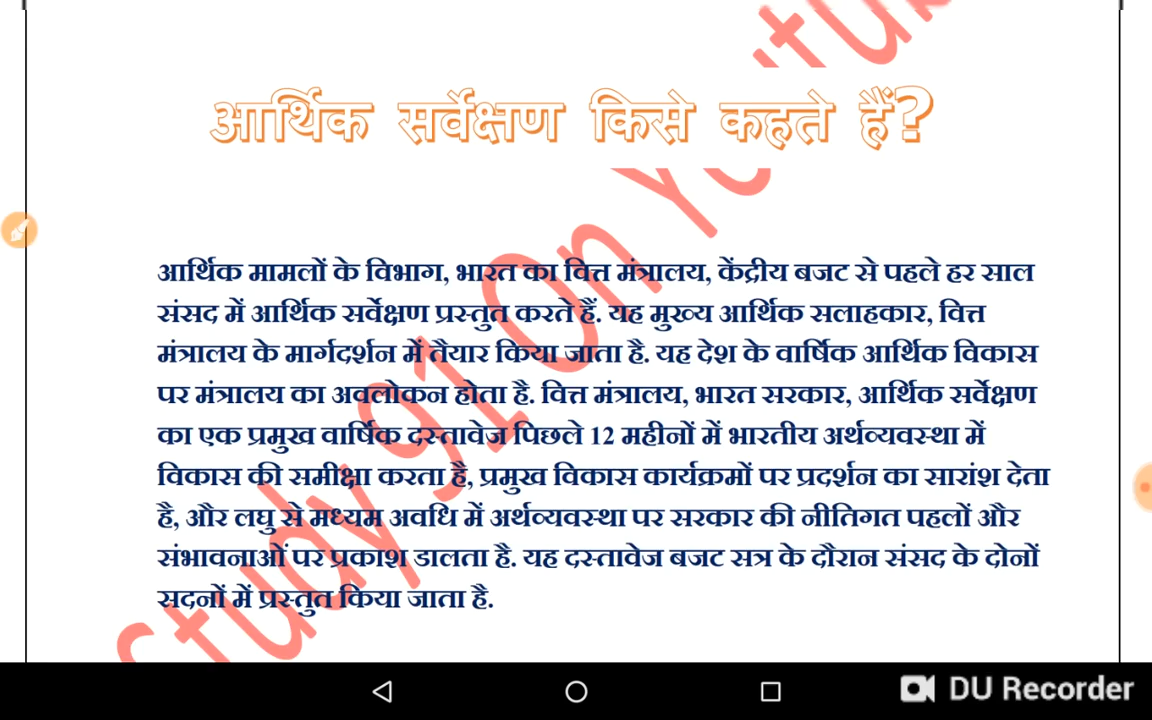 आर्थिक सर्वेक्षण किसे कहते हैं?
आर्थिक मामलों के विभाग, भारत का वित्त मंत्रालय, केंद्रीय बजट से पहले हर साल
संसद में आर्थिक सर्वेक्षण प्रस्तुत करते हैं. यह मुख्य आर्थिक सलाहकार, वित्त
मंत्रालय के मार्गदर्शन में तैयार किया जाता है. यह देश के वार्षिक आर्थिक विकास
पर मंत्रालय का अवलोकन होता है. वित्त मंत्रालय, भारत सरकार, आर्थिक सर्वेक्षण
का एक प्रमुख वार्षिक दस्तावेज पिछले 12 महीनों में भारतीय अर्थव्यवस्था में
विकास की समीक्षा करता है, प्रमुख विकास कार्यक्रमों पर प्रदर्शन का सारांश देता
है, और लघु से मध्यम अवधि में अर्थव्यवस्था पर सरकार की नीतिगत पहलों और
संभावनाओं पर प्रकाश डालता है. यह दस्तावेज बजट सत्र के दौरान संसद के दोनों
सदनों में प्रस्तुत किया जाता है.
Study 91 On
DU Recorder